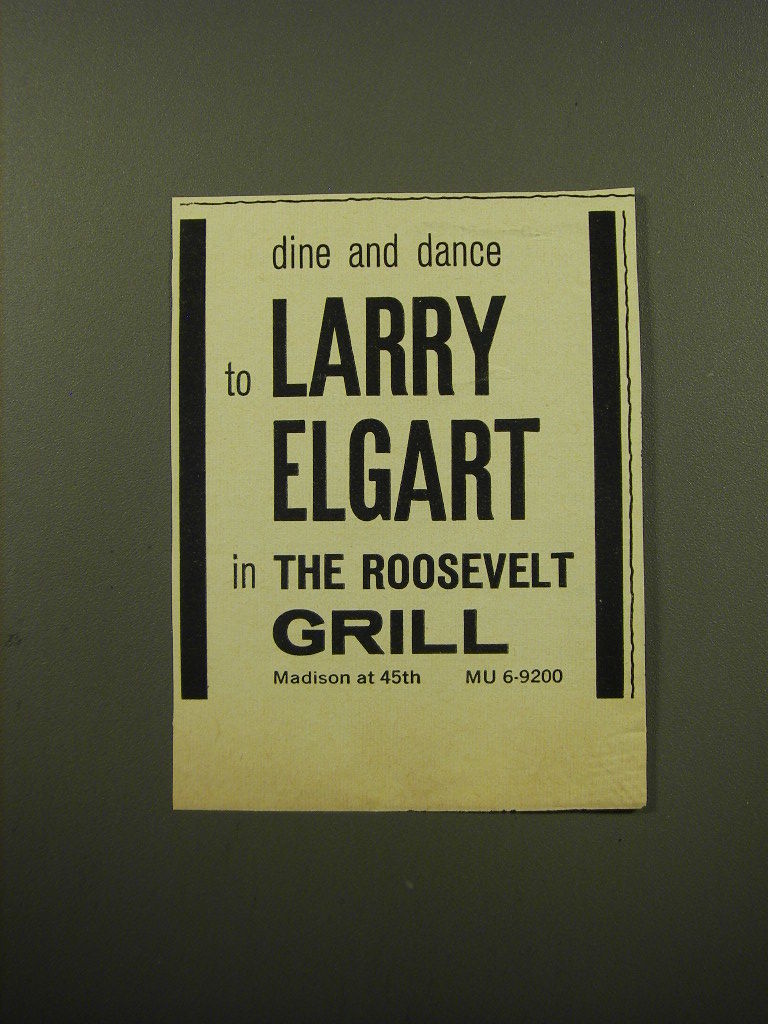 dine and dance
to LARRY
ELGART
in THE ROOSEVELT
GRILL
Madison at 45th MU 6-9200